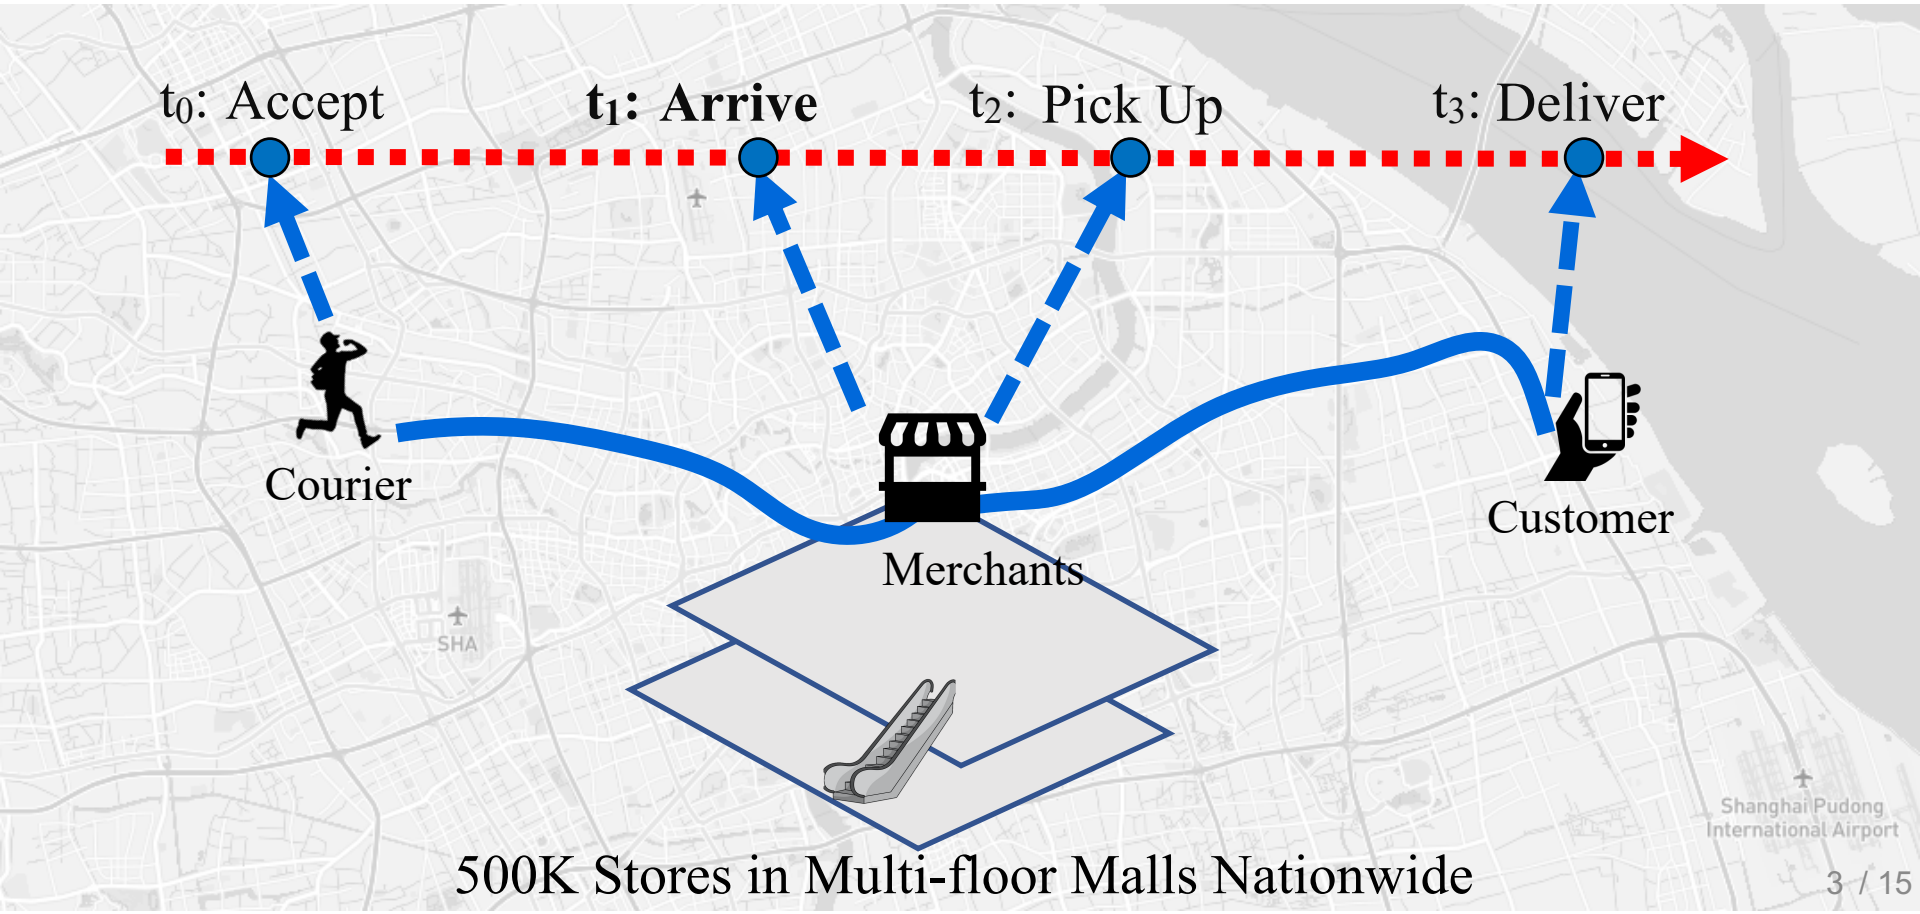 t₀: Accept
t₁: Arrive
t₂: Pick Up
t₃: Deliver
Courier
Merchants
Customer
SHA
Shanghai Pudong
International Airport
500K Stores in Multi-floor Malls Nationwide
3 / 15